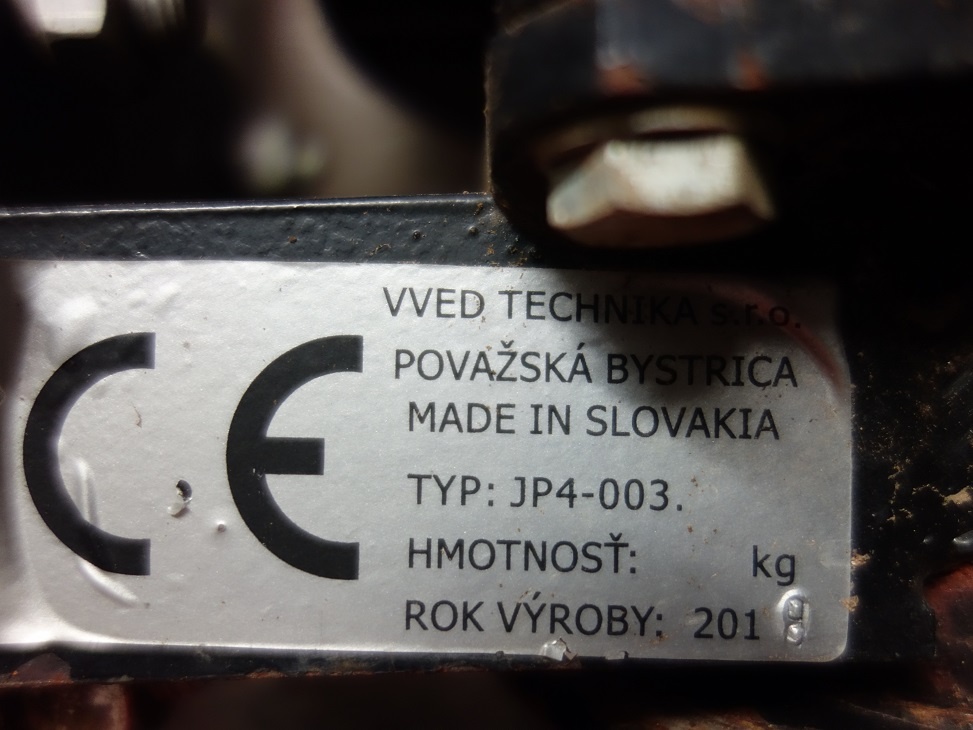 CE
VVED TECHNIKA s.r.o.
POVAŽSKÁ BYSTRICA
MADE IN SLOVAKIA
TYP: JP4-003.
HMOTNOSŤ: kg
ROK VÝROBY: 201